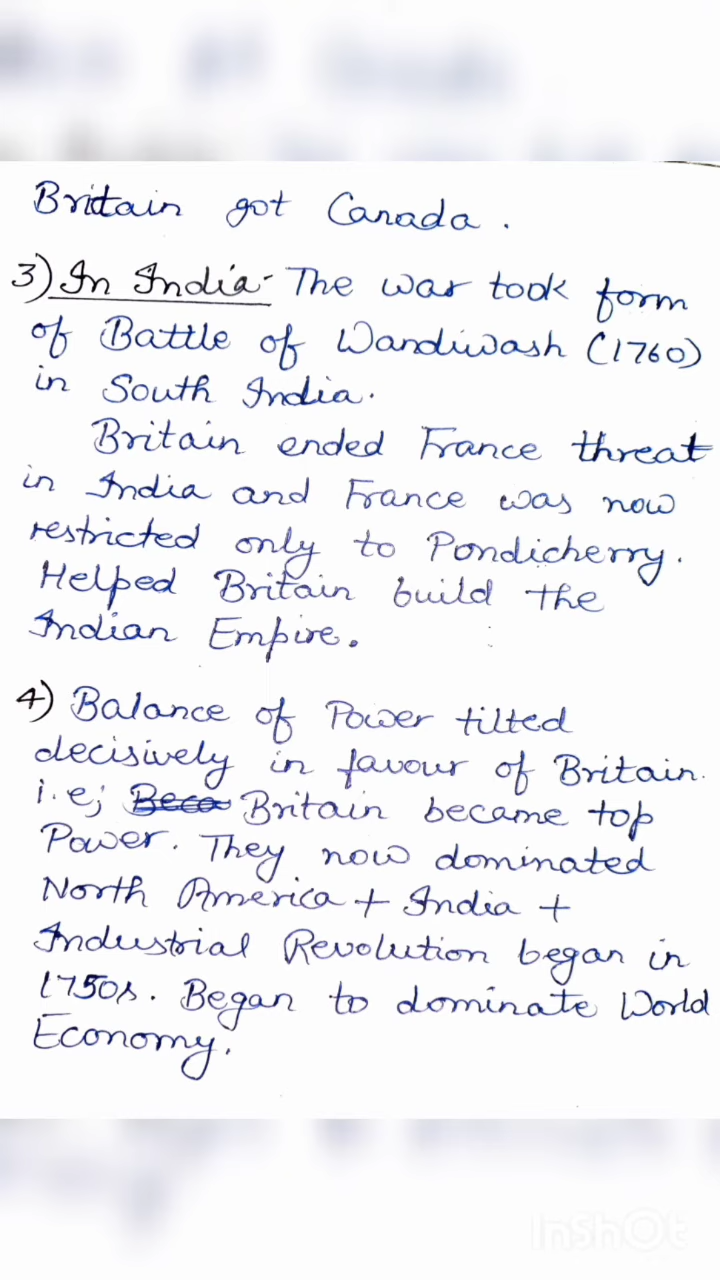 Britain got Canada.
3) In India - The war took form
of Battle of Wandiwash (1760)
in South India.
Britain ended France threat
in India and France was now
restricted only to Pondicherry.
Helped Britain build the
Indian Empire.
4) Balance of Power tilted
decisively in favour of Britain.
i.e; Beca Britain became top
Power. They now dominated
North America + India +
Industrial Revolution began in
1750s. Began to dominate World
Economy.
InShOt